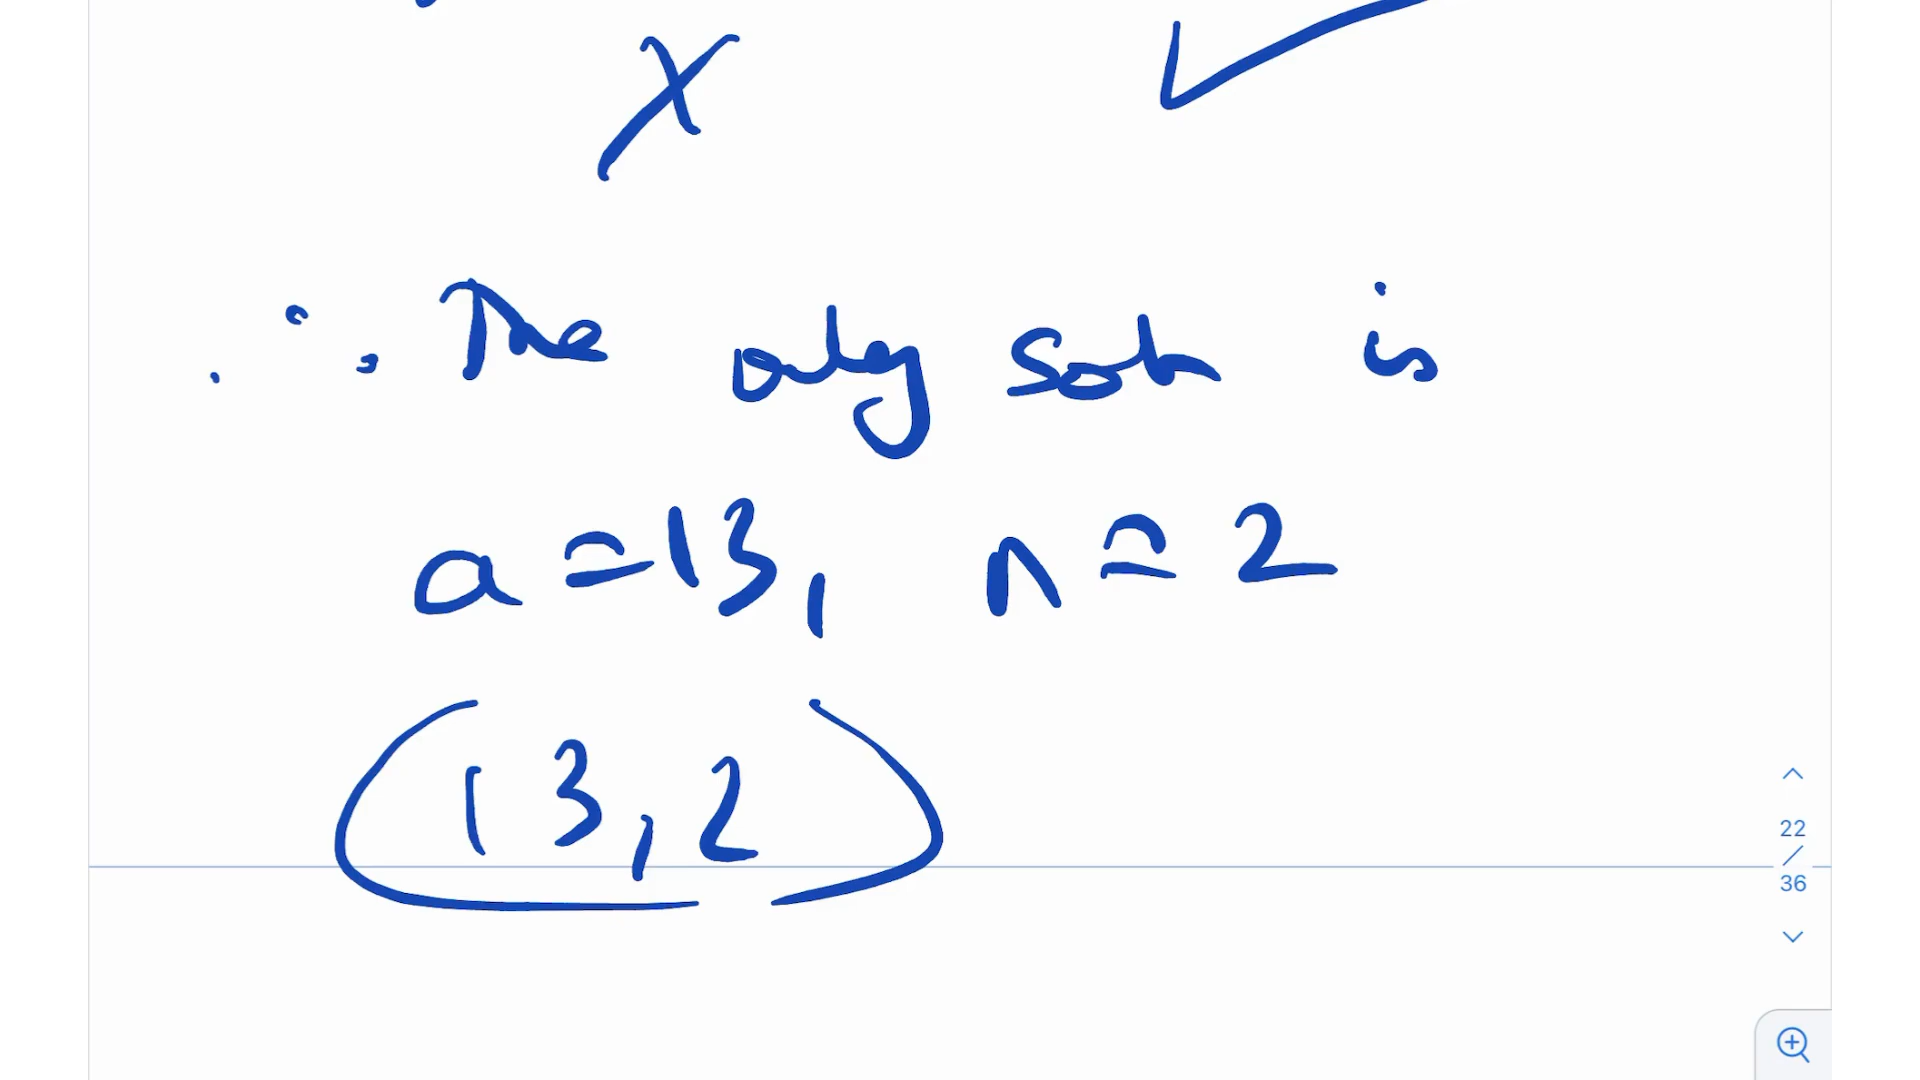 X
∴ The only soln is
a = 13, n = 2
(13, 2)
22
/
36